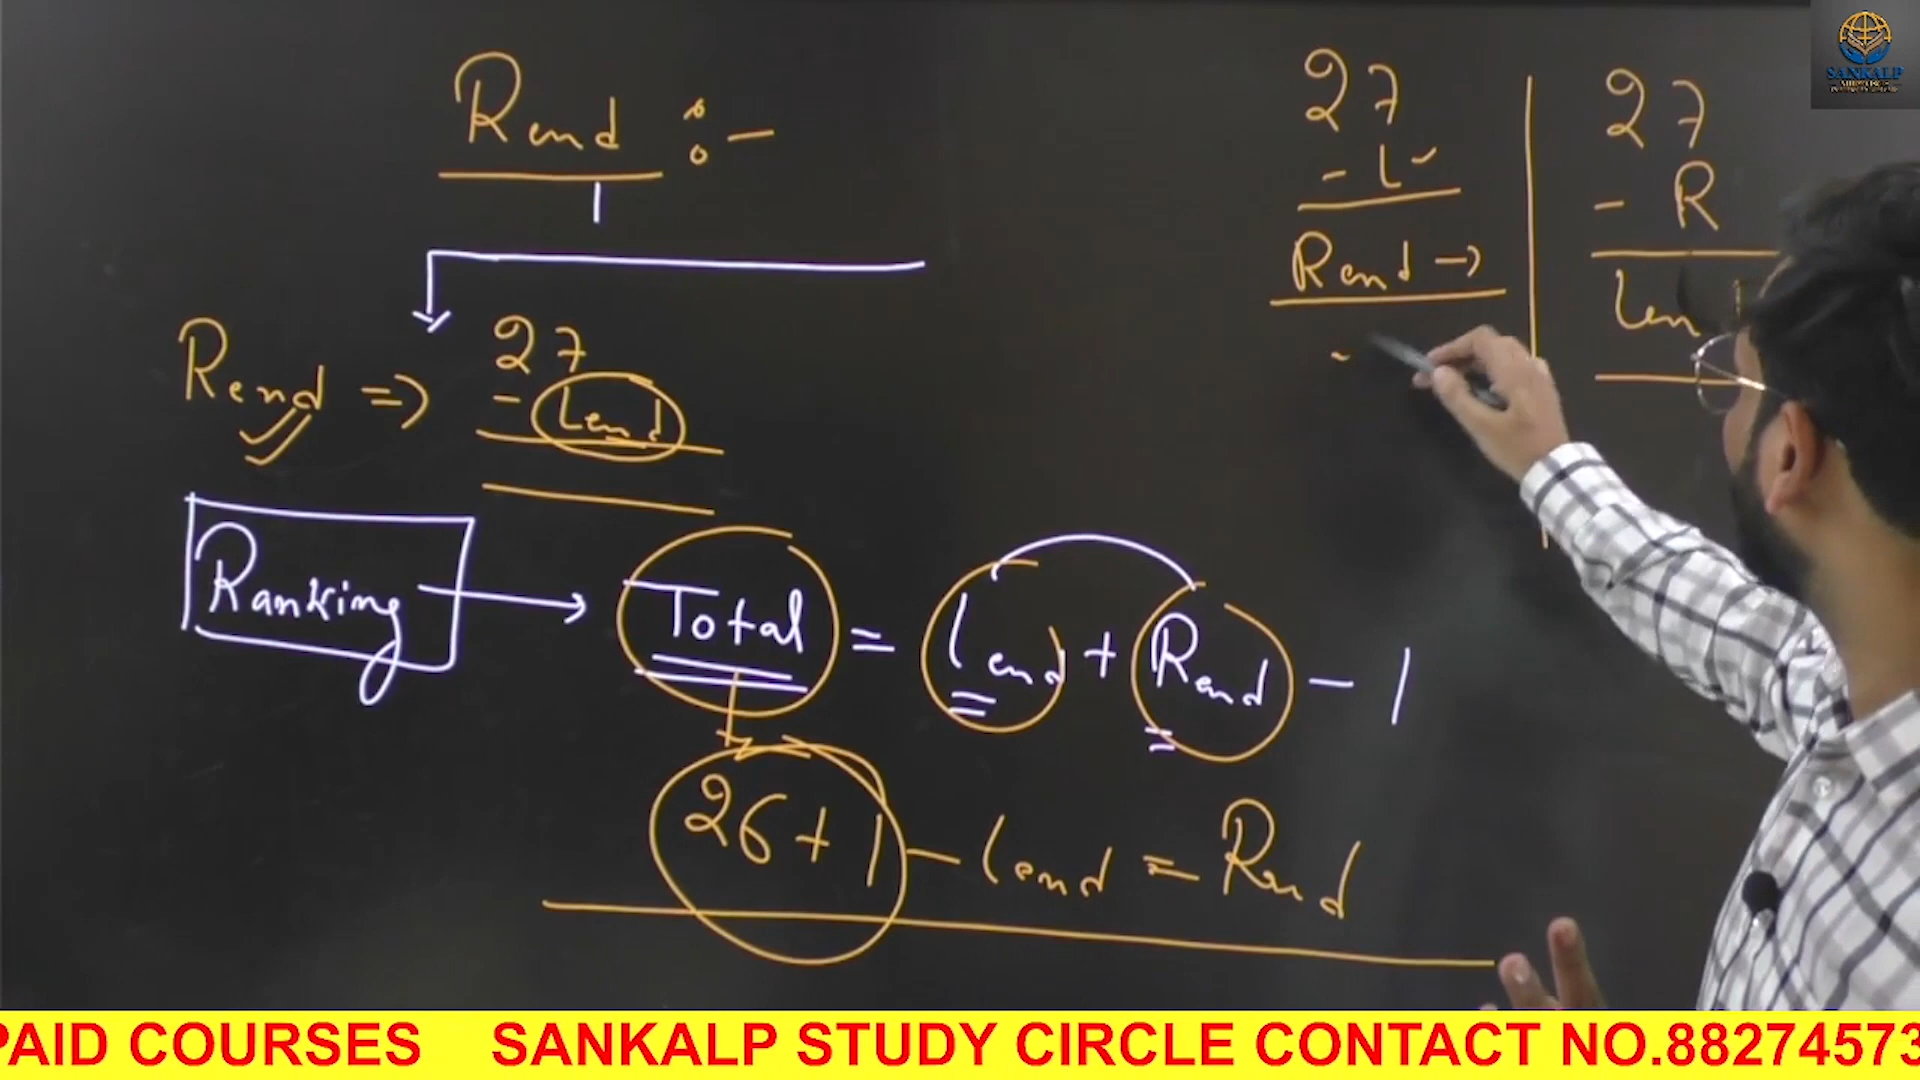 Rend :-
Rend => 27
- Lend
Ranking → Total = Lend + Rend - 1
26+1 - Lend = Rend
27
- L
Rend →
-
27
- R
SANKALP
PAID COURSES SANKALP STUDY CIRCLE CONTACT NO.88274573